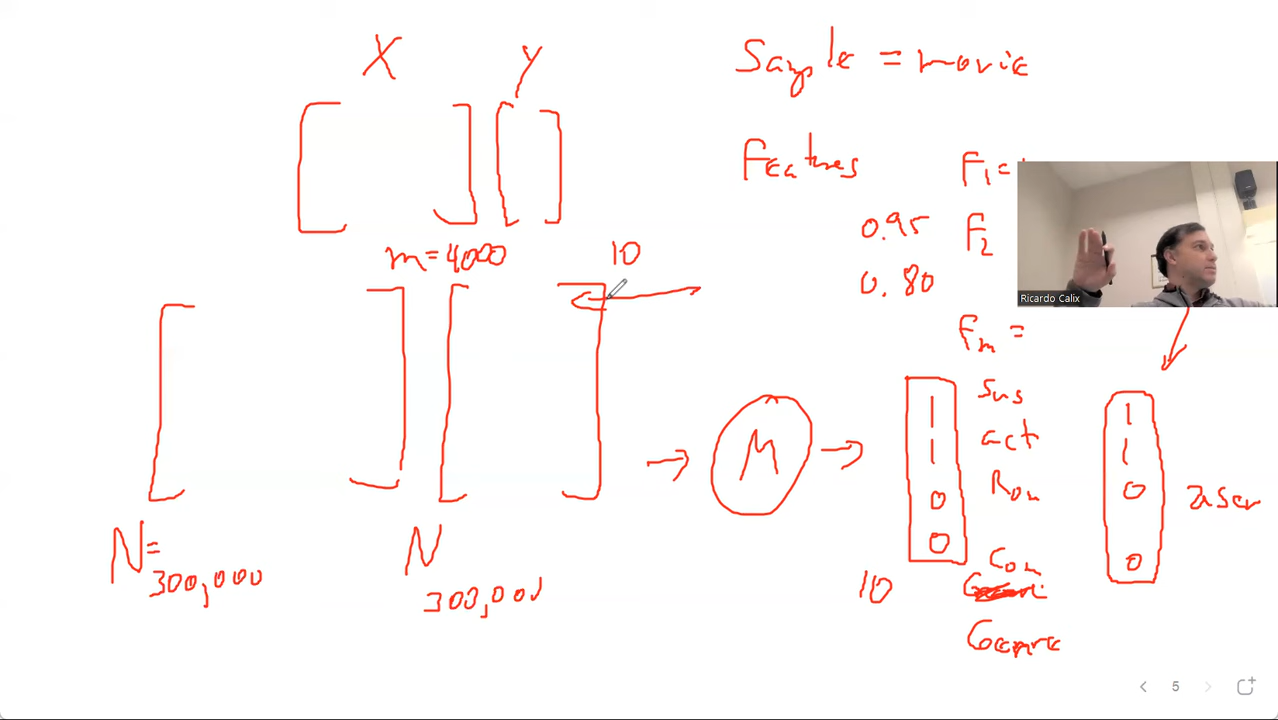 X Y
Sample = movie
Features F1 =
0.95 F2
0.80
Ricardo Calix
Fm =
m = 4000 10
M
1 sus 1
1 act 1
0 Rom 0 user
0 Com 0
10
Genre
N = 300,000
N 300,000
5